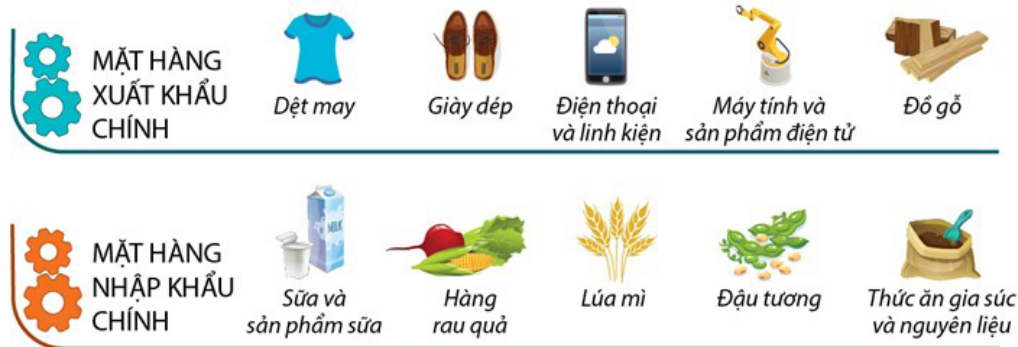 MẶT HÀNG
XUẤT KHẨU
CHÍNH
Dệt may
Giày dép
Điện thoại
và linh kiện
Máy tính và
sản phẩm điện tử
Đồ gỗ
MẶT HÀNG
NHẬP KHẨU
CHÍNH
MILK
Sữa và
sản phẩm sữa
Hàng
rau quả
Lúa mì
Đậu tương
Thức ăn gia súc
và nguyên liệu